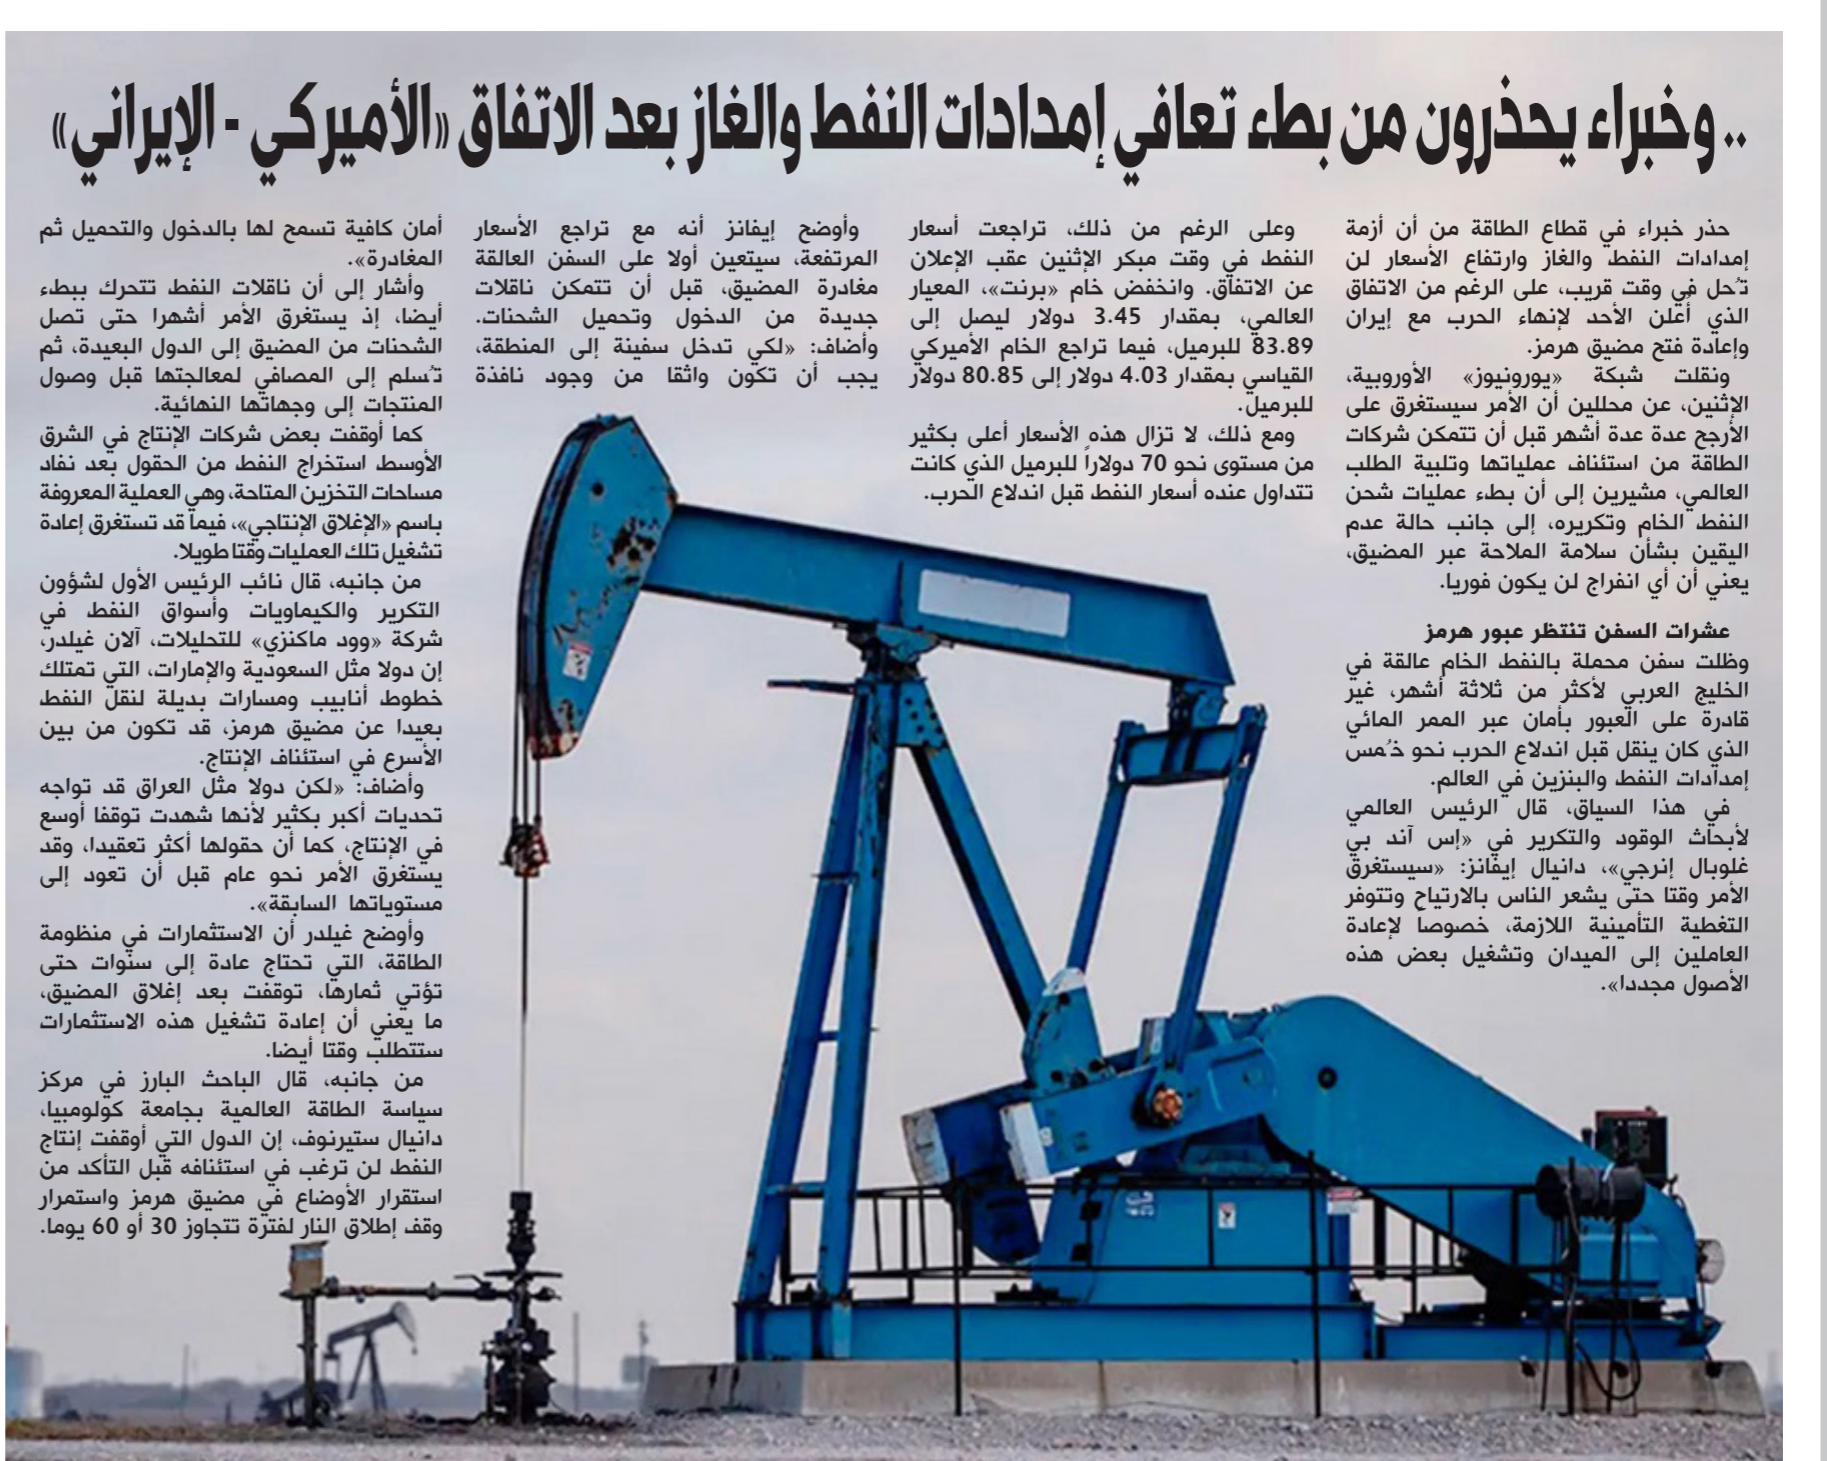 .. وخبراء يحذرون من بطء تعافي إمدادات النفط والغاز بعد الاتفاق «الأميركي - الإيراني»
حذر خبراء في قطاع الطاقة من أن أزمة
إمدادات النفط والغاز وارتفاع الأسعار لن
تُحل في وقت قريب، على الرغم من الاتفاق
الذي أُعلن الأحد لإنهاء الحرب مع إيران
وإعادة فتح مضيق هرمز.
ونقلت شبكة «يورونيوز» الأوروبية،
الإثنين، عن محللين أن الأمر سيستغرق على
الأرجح عدة عدة أشهر قبل أن تتمكن شركات
الطاقة من استئناف عملياتها وتلبية الطلب
العالمي، مشيرين إلى أن بطء عمليات شحن
النفط الخام وتكريره، إلى جانب حالة عدم
اليقين بشأن سلامة الملاحة عبر المضيق،
يعني أن أي انفراج لن يكون فوريا.
عشرات السفن تنتظر عبور هرمز
وظلت سفن محملة بالنفط الخام عالقة في
الخليج العربي لأكثر من ثلاثة أشهر، غير
قادرة على العبور بأمان عبر الممر المائي
الذي كان ينقل قبل اندلاع الحرب نحو خُمس
إمدادات النفط والبنزين في العالم.
في هذا السياق، قال الرئيس العالمي
لأبحاث الوقود والتكرير في «إس آند بي
غلوبال إنرجي»، دانيال إيفانز: «سيستغرق
الأمر وقتا حتى يشعر الناس بالارتياح وتتوفر
التغطية التأمينية اللازمة، خصوصا لإعادة
العاملين إلى الميدان وتشغيل بعض هذه
الأصول مجددا».
وعلى الرغم من ذلك، تراجعت أسعار
النفط في وقت مبكر الإثنين عقب الإعلان
عن الاتفاق. وانخفض خام «برنت»، المعيار
العالمي، بمقدار 3.45 دولار ليصل إلى
83.89 للبرميل، فيما تراجع الخام الأميركي
القياسي بمقدار 4.03 دولار إلى 80.85 دولار
للبرميل.
ومع ذلك، لا تزال هذه الأسعار أعلى بكثير
من مستوى نحو 70 دولاراً للبرميل الذي كانت
تتداول عنده أسعار النفط قبل اندلاع الحرب.
وأوضح إيفانز أنه مع تراجع الأسعار
المرتفعة، سيتعين أولا على السفن العالقة
مغادرة المضيق، قبل أن تتمكن ناقلات
جديدة من الدخول وتحميل الشحنات.
وأضاف: «لكي تدخل سفينة إلى المنطقة،
يجب أن تكون واثقا من وجود نافذة
أمان كافية تسمح لها بالدخول والتحميل ثم
المغادرة».
وأشار إلى أن ناقلات النفط تتحرك ببطء
أيضا، إذ يستغرق الأمر أشهرا حتى تصل
الشحنات من المضيق إلى الدول البعيدة، ثم
تُسلم إلى المصافي لمعالجتها قبل وصول
المنتجات إلى وجهاتها النهائية.
كما أوقفت بعض شركات الإنتاج في الشرق
الأوسط استخراج النفط من الحقول بعد نفاد
مساحات التخزين المتاحة، وهي العملية المعروفة
باسم «الإغلاق الإنتاجي»، فيما قد تستغرق إعادة
تشغيل تلك العمليات وقتا طويلا.
من جانبه، قال نائب الرئيس الأول لشؤون
التكرير والكيماويات وأسواق النفط في
شركة «وود ماكنزي» للتحليلات، آلان غيلدر،
إن دولا مثل السعودية والإمارات، التي تمتلك
خطوط أنابيب ومسارات بديلة لنقل النفط
بعيدا عن مضيق هرمز، قد تكون من بين
الأسرع في استئناف الإنتاج.
وأضاف: «لكن دولا مثل العراق قد تواجه
تحديات أكبر بكثير لأنها شهدت توقفا أوسع
في الإنتاج، كما أن حقولها أكثر تعقيدا، وقد
يستغرق الأمر نحو عام قبل أن تعود إلى
مستوياتها السابقة».
وأوضح غيلدر أن الاستثمارات في منظومة
الطاقة، التي تحتاج عادة إلى سنوات حتى
تؤتي ثمارها، توقفت بعد إغلاق المضيق،
ما يعني أن إعادة تشغيل هذه الاستثمارات
ستتطلب وقتا أيضا.
من جانبه، قال الباحث البارز في مركز
سياسة الطاقة العالمية بجامعة كولومبيا،
دانيال ستيرنوف، إن الدول التي أوقفت إنتاج
النفط لن ترغب في استئنافه قبل التأكد من
استقرار الأوضاع في مضيق هرمز واستمرار
وقف إطلاق النار لفترة تتجاوز 30 أو 60 يوما.